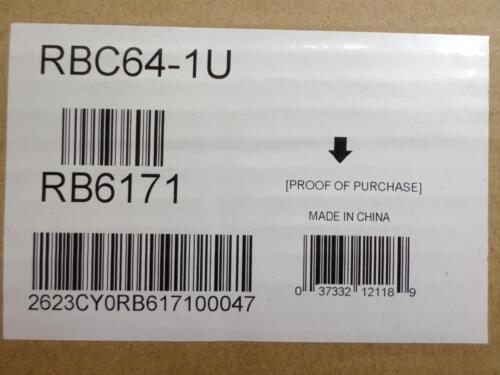 RBC64-1U
RB6171
2623CY0RB617100047
[PROOF OF PURCHASE]
MADE IN CHINA
0 37332 12118 9